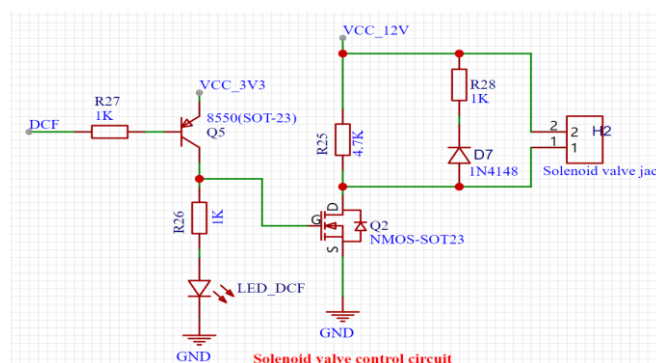 VCC_12V
VCC_3V3
R27
1K
DCF
8550(SOT-23)
Q5
R28
1K
R25
4.7K
D7
1N4148
2
2
H2
1
1
Solenoid valve jac
R26
1K
G
D
S
Q2
NMOS-SOT23
LED_DCF
GND
GND
Solenoid valve control circuit